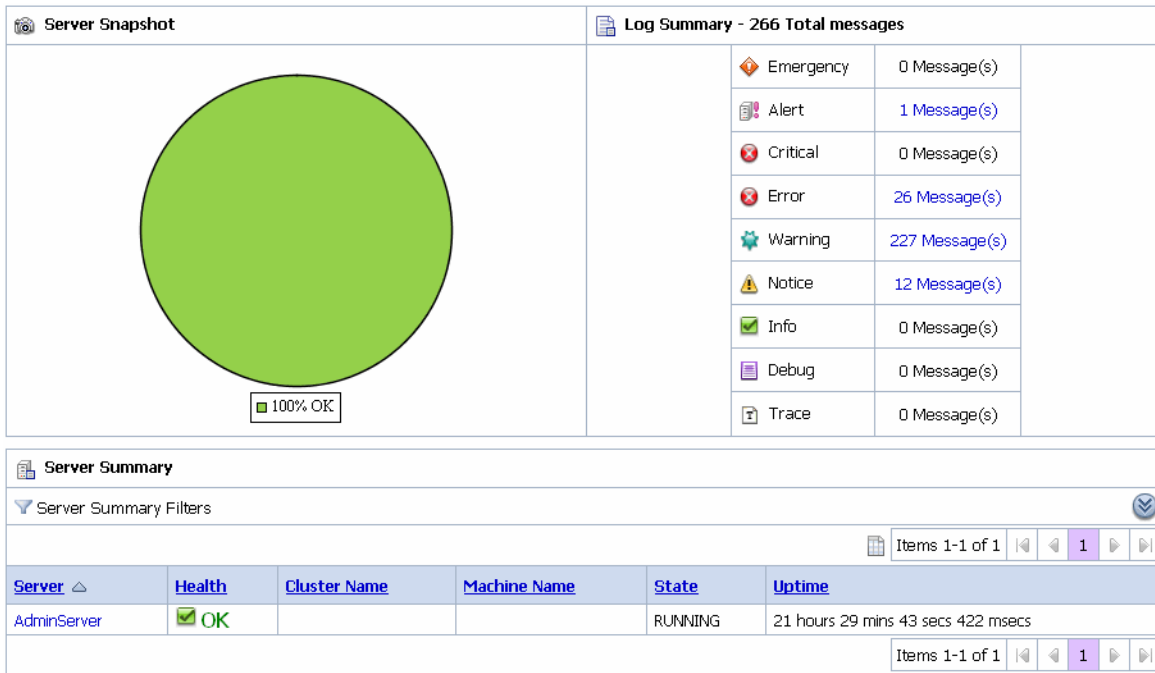 Server Snapshot
Log Summary - 266 Total messages
100% OK
Emergency 0 Message(s)
Alert 1 Message(s)
Critical 0 Message(s)
Error 26 Message(s)
Warning 227 Message(s)
Notice 12 Message(s)
Info 0 Message(s)
Debug 0 Message(s)
Trace 0 Message(s)
Server Summary
Server Summary Filters
Items 1-1 of 1 1
Server Health Cluster Name Machine Name State Uptime
AdminServer OK RUNNING 21 hours 29 mins 43 secs 422 msecs
Items 1-1 of 1 1